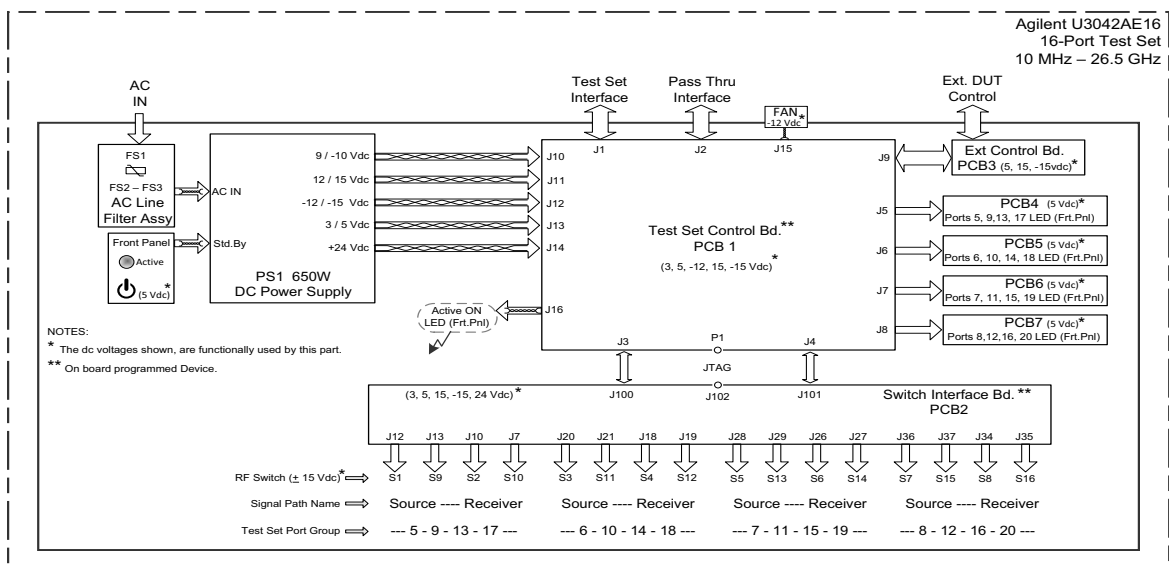 Agilent U3042AE16
16-Port Test Set
10 MHz – 26.5 GHz
AC
IN
Test Set
Interface
Pass Thru
Interface
FAN
-12 Vdc*
Ext. DUT
Control
FS1
FS2 – FS3
AC Line
Filter Assy
AC IN
Front Panel
Active
(5 Vdc)*
Std.By
9 / -10 Vdc
12 / 15 Vdc
-12 / -15 Vdc
3 / 5 Vdc
+24 Vdc
PS1 650W
DC Power Supply
J10
J11
J12
J13
J14
J16
J1
J2
J15
J9
J5
J6
J7
J8
Test Set Control Bd.**
PCB 1
(3, 5, -12, 15, -15 Vdc)*
J3
P1
J4
Ext Control Bd.
PCB3 (5, 15, -15vdc)*
PCB4 (5 Vdc)*
Ports 5, 9,13, 17 LED (Frt.Pnl)
PCB5 (5 Vdc)*
Ports 6, 10, 14, 18 LED (Frt.Pnl)
PCB6 (5 Vdc)*
Ports 7, 11, 15, 19 LED (Frt.Pnl)
PCB7 (5 Vdc)*
Ports 8,12,16, 20 LED (Frt.Pnl)
Active ON
LED (Frt.Pnl)
NOTES:
* The dc voltages shown, are functionally used by this part.
** On board programmed Device.
JTAG
(3, 5, 15, -15, 24 Vdc)*
J100
J102
J101
Switch Interface Bd. **
PCB2
J12 J13 J10 J7 J20 J21 J18 J19 J28 J29 J26 J27 J36 J37 J34 J35
RF Switch (± 15 Vdc)* S1 S9 S2 S10 S3 S11 S4 S12 S5 S13 S6 S14 S7 S15 S8 S16
Signal Path Name Source ---- Receiver Source ---- Receiver Source ---- Receiver Source ---- Receiver
Test Set Port Group --- 5 - 9 - 13 - 17 --- --- 6 - 10 - 14 - 18 --- --- 7 - 11 - 15 - 19 --- --- 8 - 12 - 16 - 20 ---